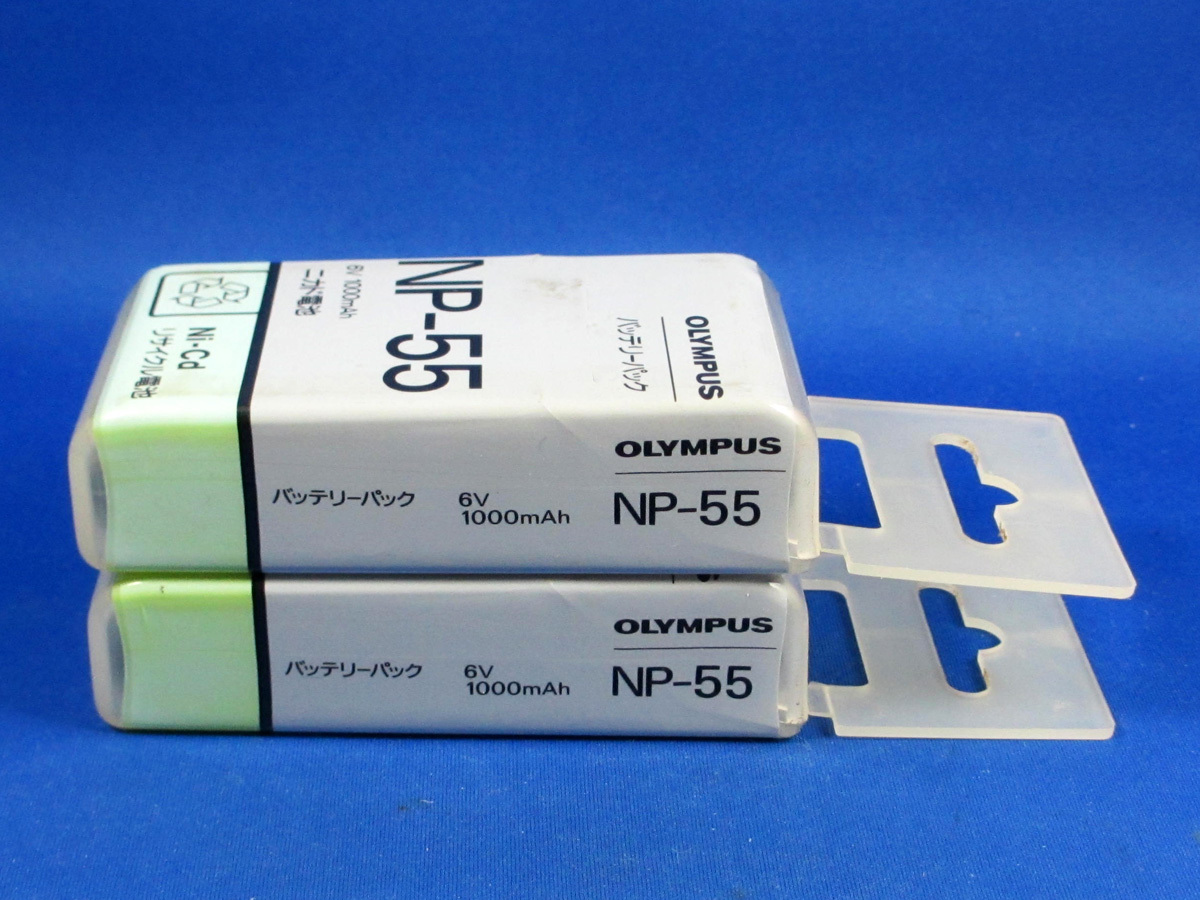 OLYMPUS
バッテリーパック
NP-55
6V 1000mAh
ニカド電池
Ni-Cd
リサイクル電池
OLYMPUS
NP-55
バッテリーパック
6V
1000mAh
OLYMPUS
NP-55
バッテリーパック
6V
1000mAh